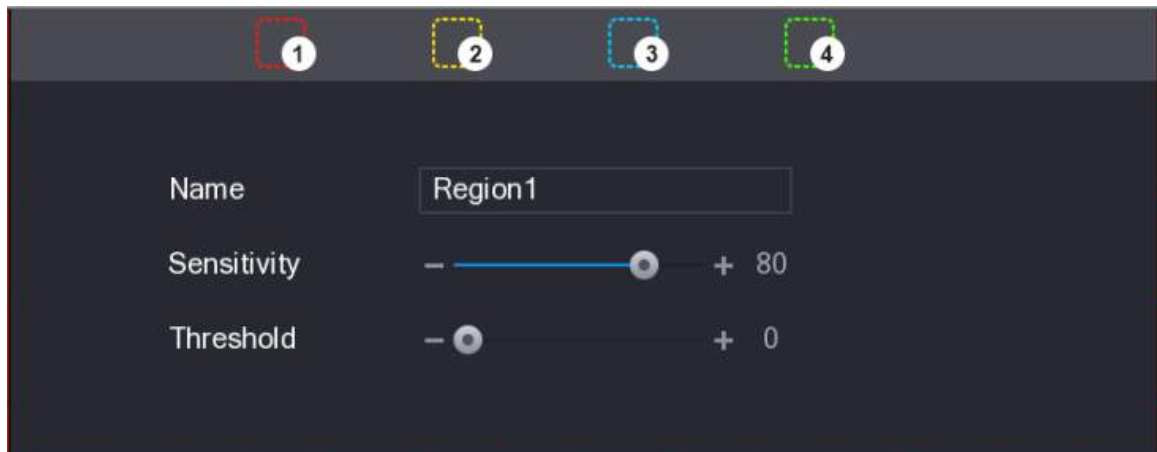 1 2 3 4
Name Region1
Sensitivity − + 80
Threshold − + 0